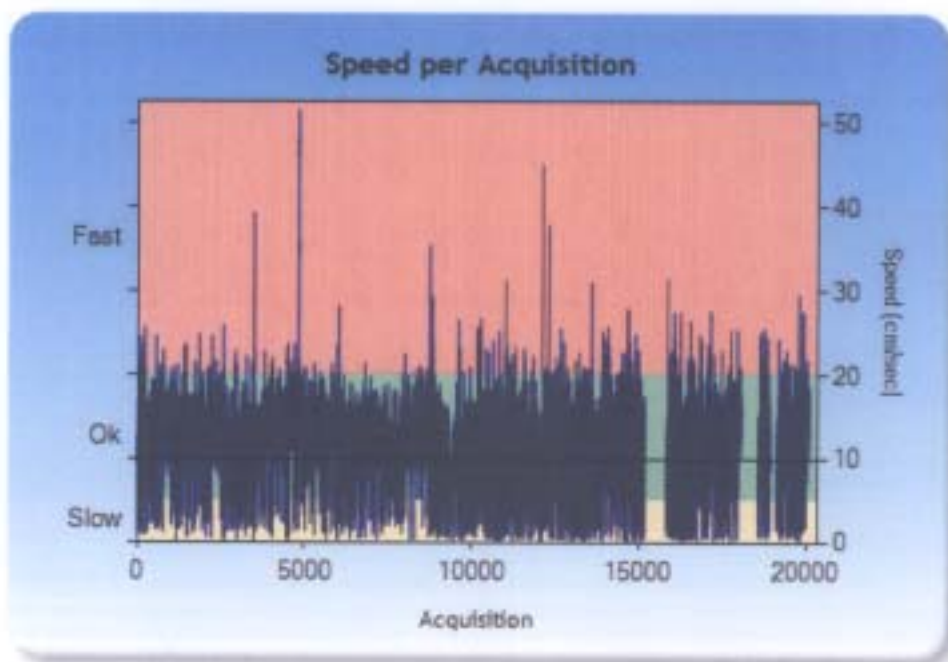 Speed per Acquisition
50
40
Fast
30
Speed (cm/sec)
20
Ok
10
Slow
0
0 5000 10000 15000 20000
Acquisition